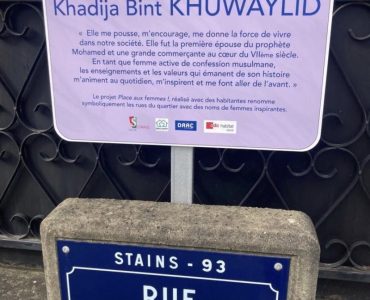 Khadija Bint KHUWAYLID
« Elle me pousse, m'encourage, me donne la force de vivre
dans notre société. Elle fut la première épouse du prophète
Mohamed et une grande commerçante au cœur du VIIème siècle.
En tant que femme active de confession musulmane,
les enseignements et les valeurs qui émanent de son histoire
m'animent au quotidien, m'inspirent et me font aller de l'avant. »
Le projet Place aux femmes !, réalisé avec des habitantes renomme
symboliquement les rues du quartier avec des noms de femmes inspirantes.
DRAC
STAINS - 93
RUE